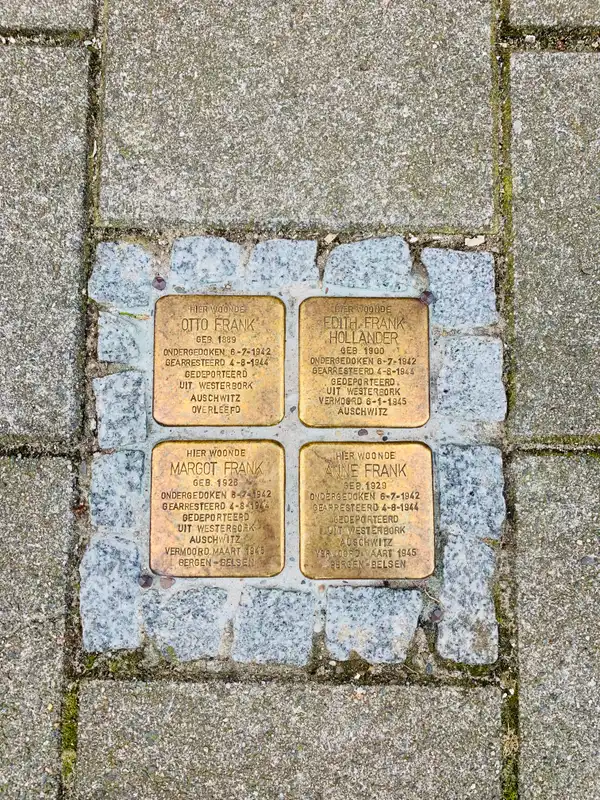 HIER WOONDE
OTTO FRANK
GEB. 1889
ONDERGEDOKEN 6-7-1942
GEARRESTEERD 4-8-1944
GEDEPORTEERD
UIT WESTERBORK
AUSCHWITZ
OVERLEEFD
HIER WOONDE
EDITH FRANK
HOLLÄNDER
GEB. 1900
ONDERGEDOKEN 6-7-1942
GEARRESTEERD 4-8-1944
GEDEPORTEERD
UIT WESTERBORK
VERMOORD 6-1-1945
AUSCHWITZ
HIER WOONDE
MARGOT FRANK
GEB. 1926
ONDERGEDOKEN 6-7-1942
GEARRESTEERD 4-8-1944
GEDEPORTEERD
UIT WESTERBORK
AUSCHWITZ
VERMOORD MAART 1945
BERGEN-BELSEN
HIER WOONDE
ANNE FRANK
GEB. 1929
ONDERGEDOKEN 6-7-1942
GEARRESTEERD 4-8-1944
GEDEPORTEERD
UIT WESTERBORK
AUSCHWITZ
VERMOORD MAART 1945
BERGEN-BELSEN